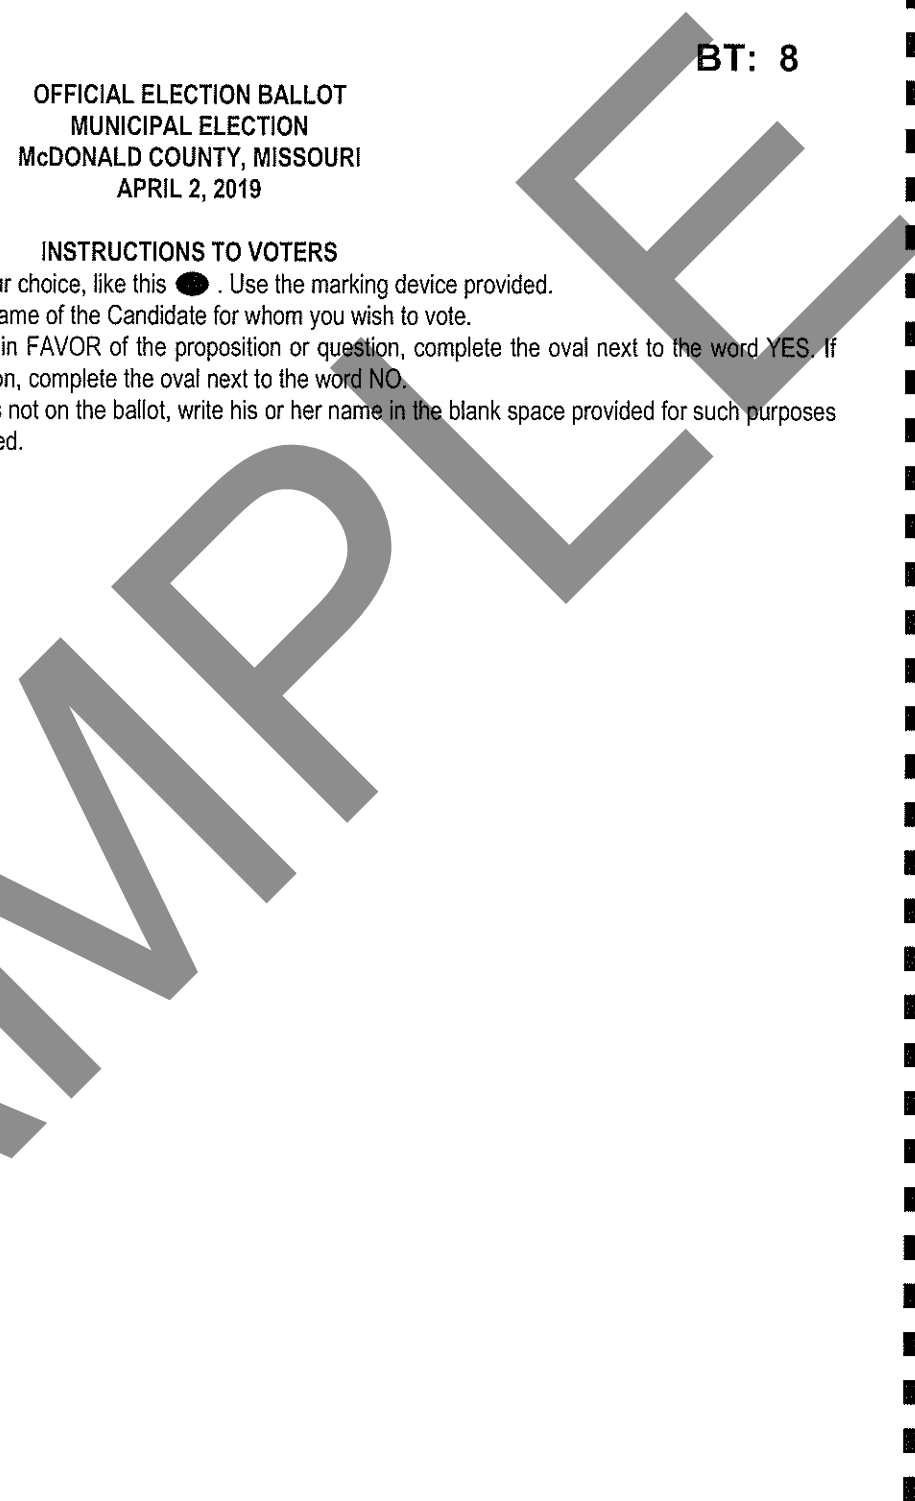 BT: 8
OFFICIAL ELECTION BALLOT
MUNICIPAL ELECTION
McDONALD COUNTY, MISSOURI
APRIL 2, 2019
INSTRUCTIONS TO VOTERS
r choice, like this . Use the marking device provided.
ame of the Candidate for whom you wish to vote.
in FAVOR of the proposition or question, complete the oval next to the word YES. If
on, complete the oval next to the word NO.
s not on the ballot, write his or her name in the blank space provided for such purposes
ed.
MPLE